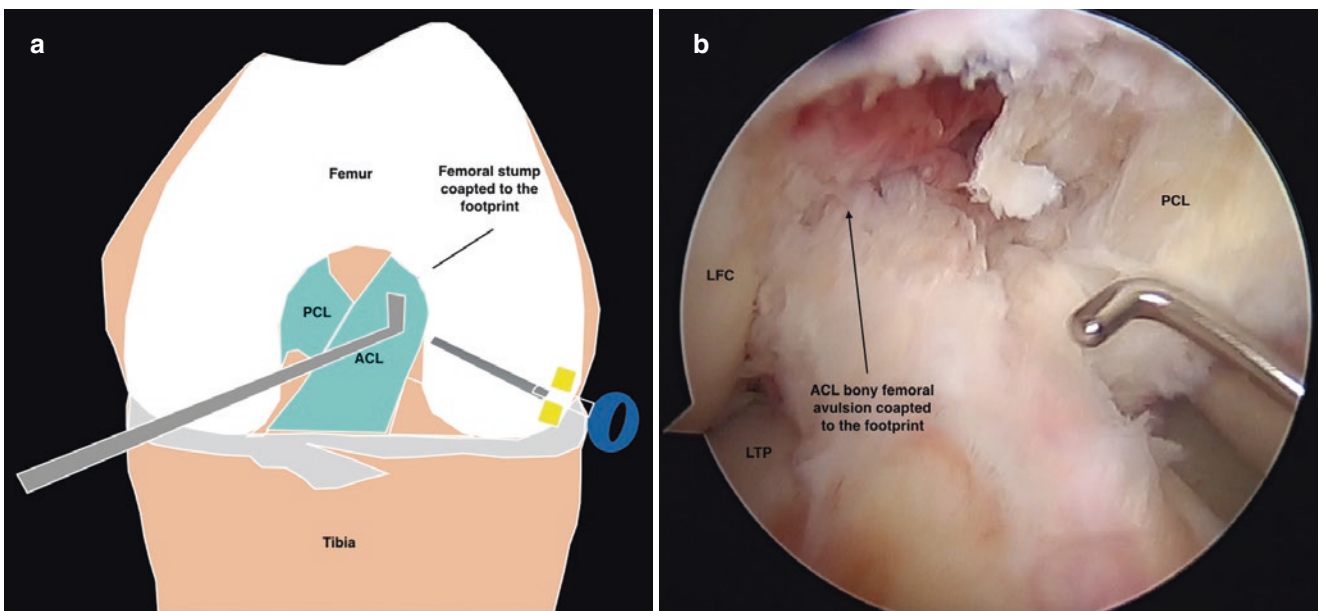 a
Femur
Femoral stump
coapted to the
footprint
PCL
ACL
Tibia
b
PCL
LFC
ACL bony femoral
avulsion coapted
to the footprint
LTP